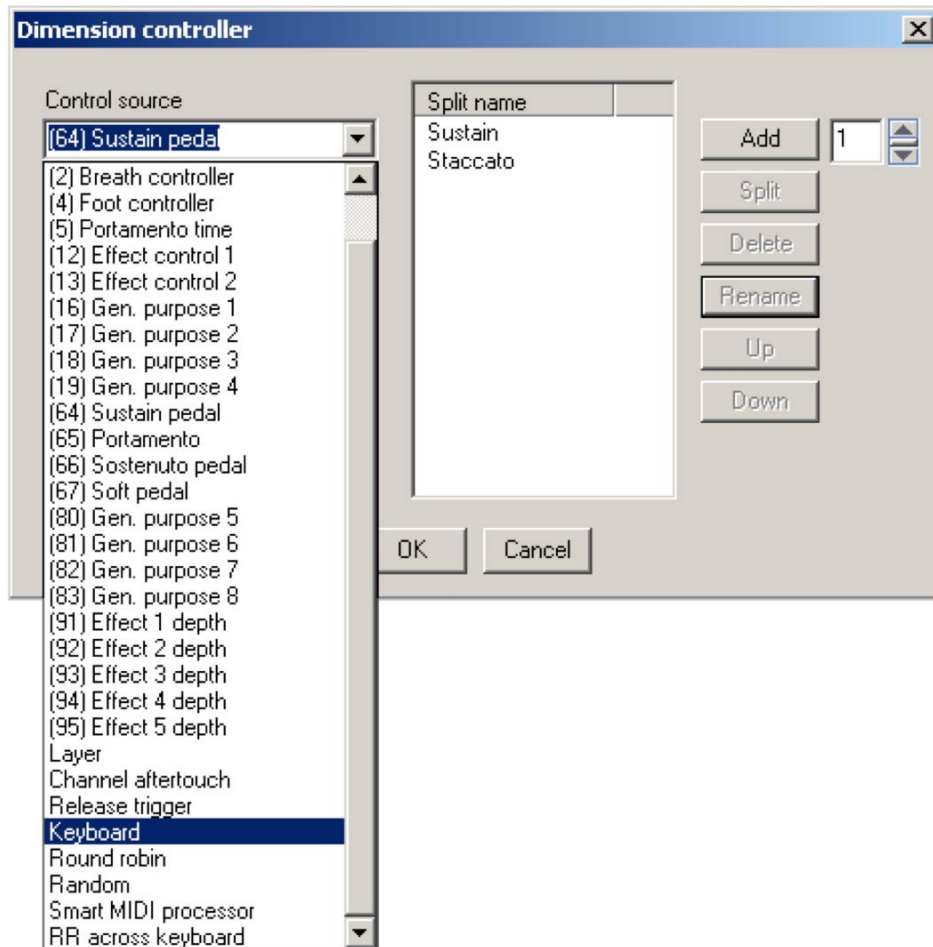 Dimension controller
Control source
(64) Sustain pedal
(2) Breath controller
(4) Foot controller
(5) Portamento time
(12) Effect control 1
(13) Effect control 2
(16) Gen. purpose 1
(17) Gen. purpose 2
(18) Gen. purpose 3
(19) Gen. purpose 4
(64) Sustain pedal
(65) Portamento
(66) Sostenuto pedal
(67) Soft pedal
(80) Gen. purpose 5
(81) Gen. purpose 6
(82) Gen. purpose 7
(83) Gen. purpose 8
(91) Effect 1 depth
(92) Effect 2 depth
(93) Effect 3 depth
(94) Effect 4 depth
(95) Effect 5 depth
Layer
Channel aftertouch
Release trigger
Keyboard
Round robin
Random
Smart MIDI processor
RR across keyboard
Split name
Sustain
Staccato
Add
1
Split
Delete
Rename
Up
Down
OK
Cancel